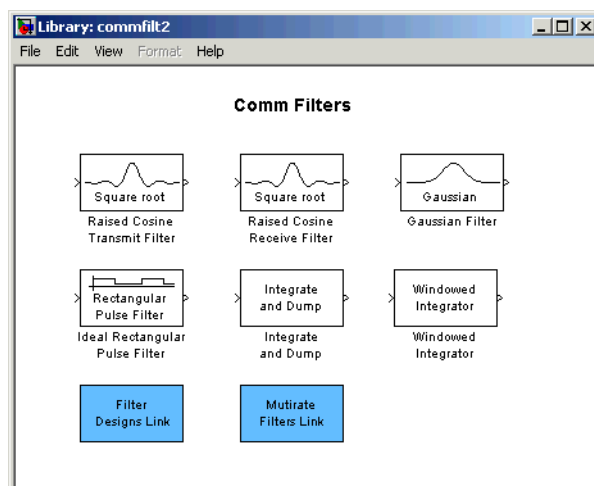 Library: commfilt2
File Edit View Format Help
Comm Filters
Square root
Raised Cosine
Transmit Filter
Square root
Raised Cosine
Receive Filter
Gaussian
Gaussian Filter
Rectangular
Pulse Filter
Ideal Rectangular
Pulse Filter
Integrate
and Dump
Integrate
and Dump
Windowed
Integrator
Windowed
Integrator
Filter
Designs Link
Mutirate
Filters Link